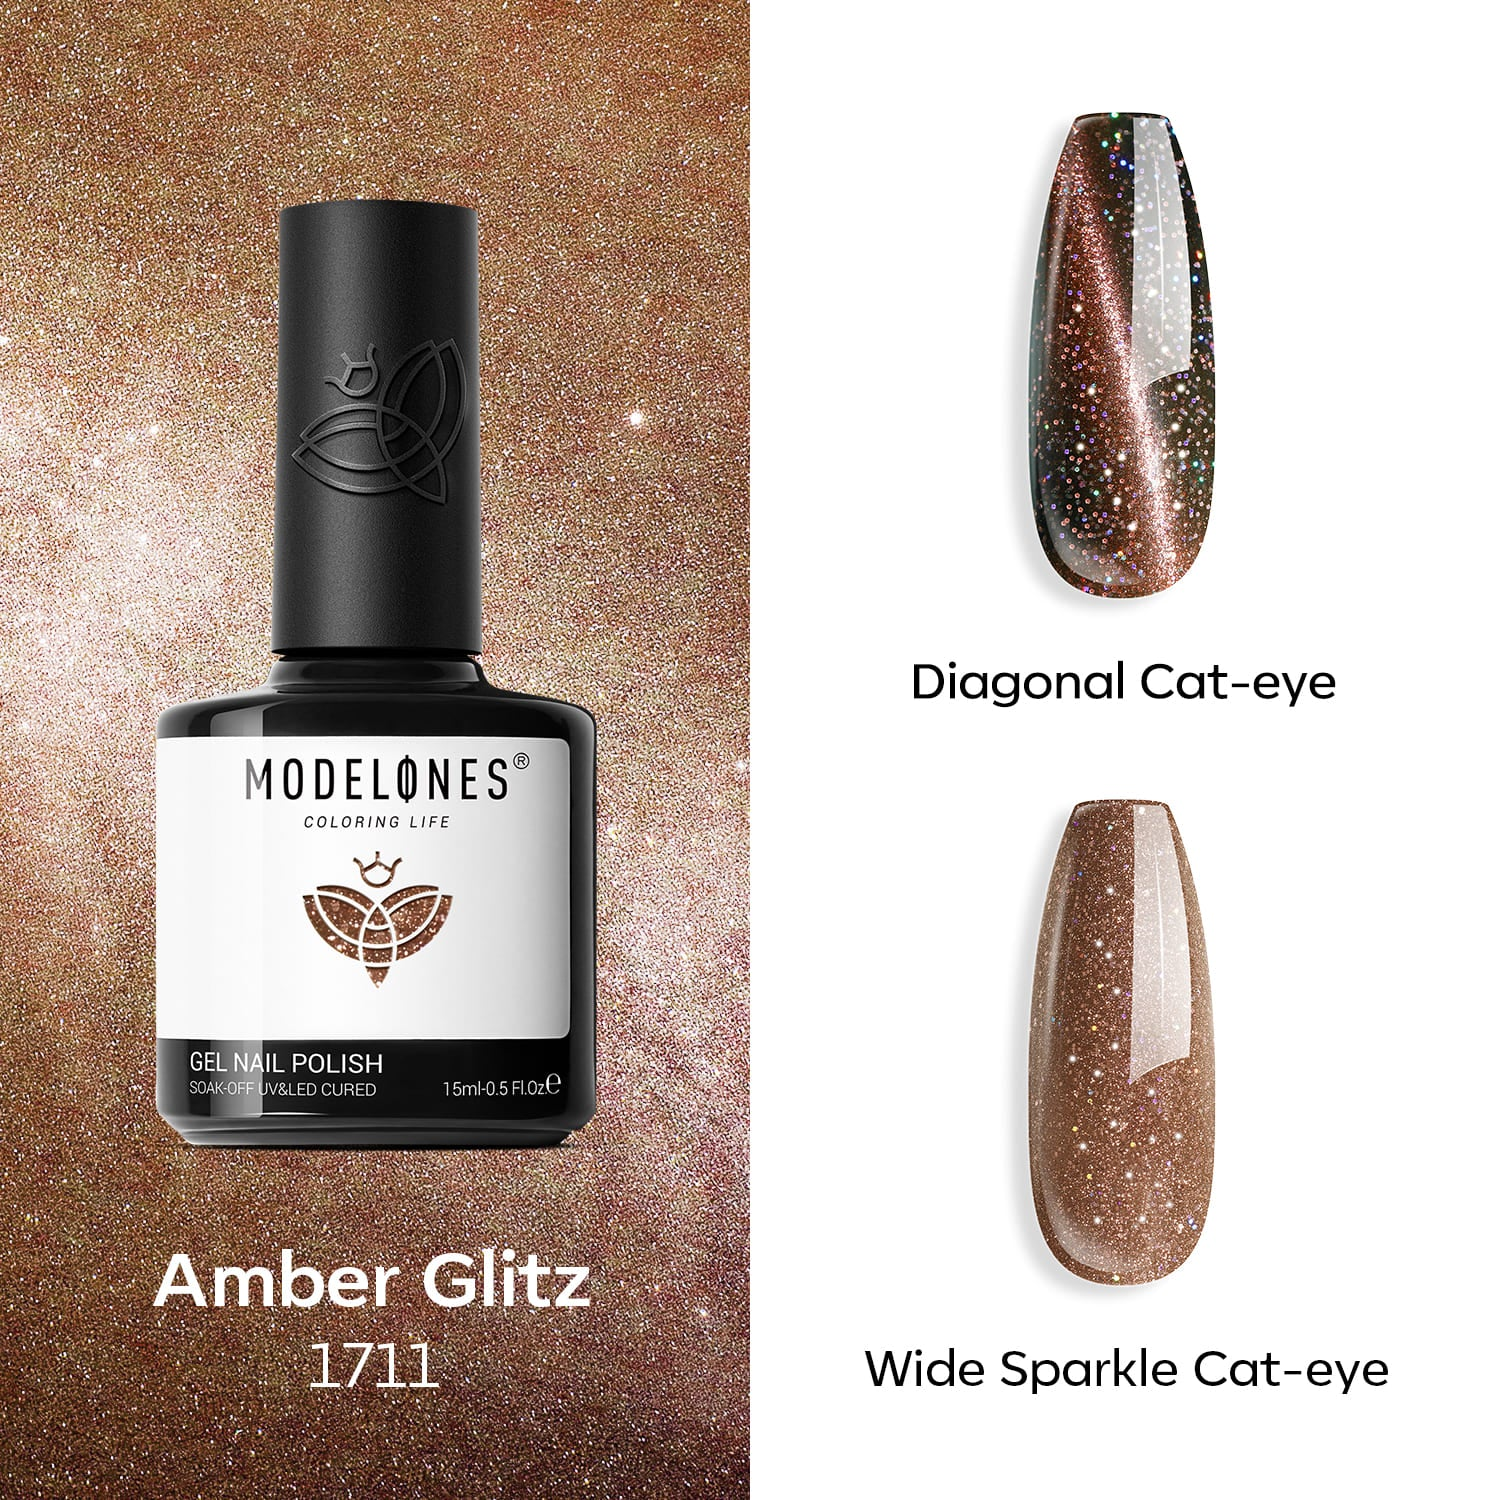 MODELONES®
COLORING LIFE
GEL NAIL POLISH
SOAK-OFF UV&LED CURED
15ml-0.5 Fl.oz.e
Amber Glitz
1711
Diagonal Cat-eye
Wide Sparkle Cat-eye